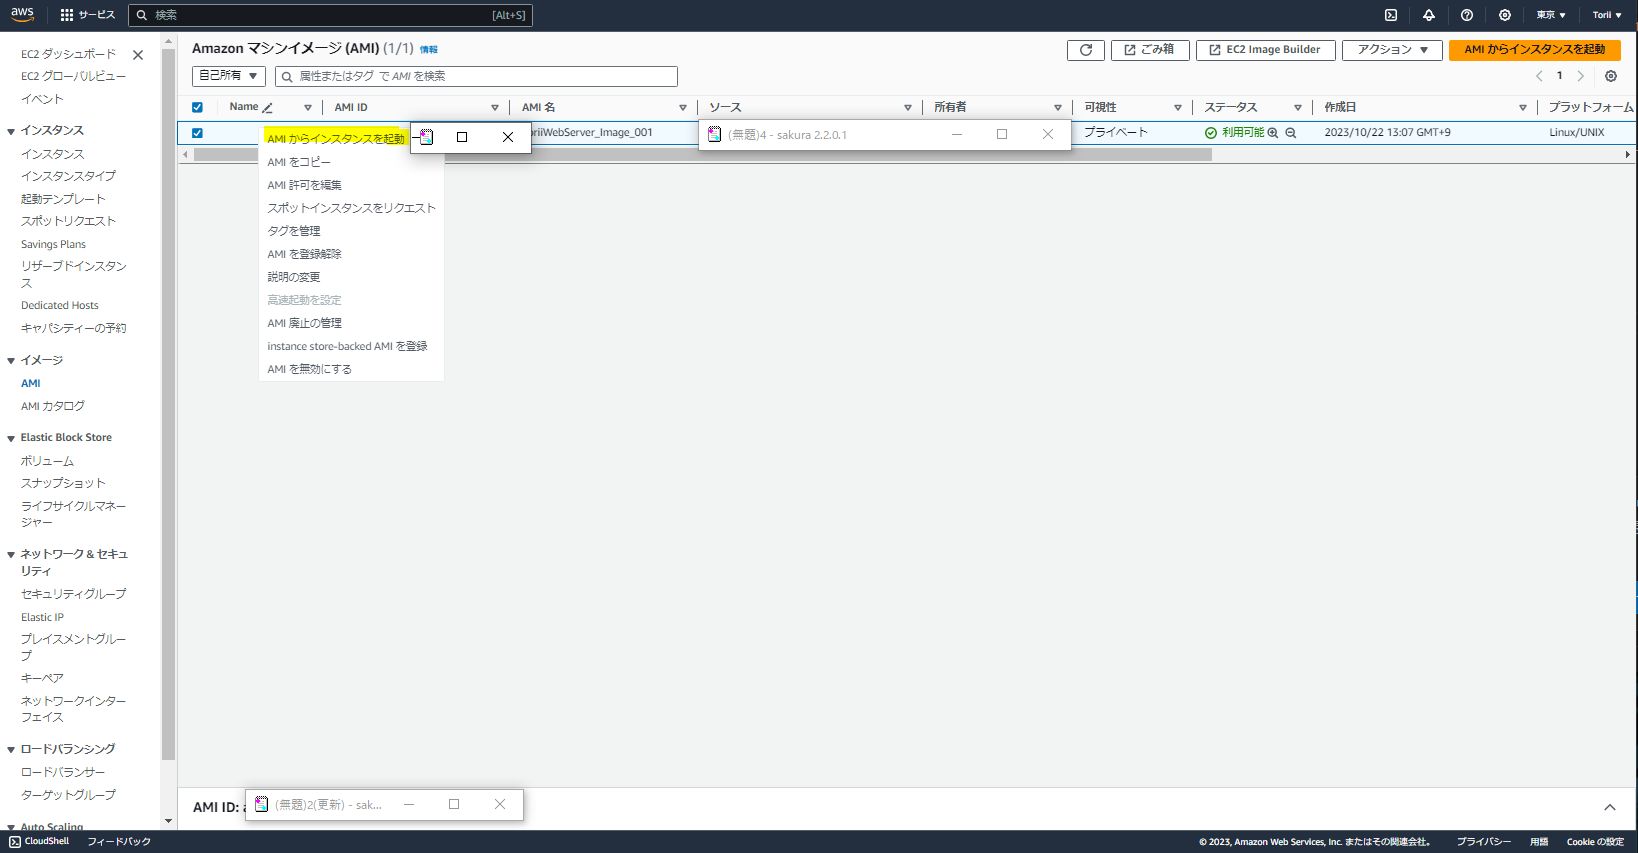 aws サービス 検索 [Alt+S] 東京 Torii
EC2 ダッシュボード
EC2 グローバルビュー
イベント
インスタンス
インスタンス
インスタンスタイプ
起動テンプレート
スポットリクエスト
Savings Plans
リザーブドインスタン
ス
Dedicated Hosts
キャパシティーの予約
イメージ
AMI
AMI カタログ
Elastic Block Store
ボリューム
スナップショット
ライフサイクルマネー
ジャー
ネットワーク & セキュ
リティ
セキュリティグループ
Elastic IP
プレイスメントグルー
プ
キーペア
ネットワークインター
フェイス
ロードバランシング
ロードバランサー
ターゲットグループ
Auto Scaling
Amazon マシンイメージ (AMI) (1/1) 情報
ごみ箱 EC2 Image Builder アクション AMI からインスタンスを起動
自己所有 属性またはタグ で AMI を検索 1
Name AMI ID AMI 名 ソース 所有者 可視性 ステータス 作成日 プラットフォーム
oriiWebServer_Image_001 (無題)4 - sakura 2.2.0.1 プライベート 利用可能 2023/10/22 13:07 GMT+9 Linux/UNIX
AMI からインスタンスを起動
AMI をコピー
AMI 許可を編集
スポットインスタンスをリクエスト
タグを管理
AMI を登録解除
説明の変更
高速起動を設定
AMI 廃止の管理
instance store-backed AMI を登録
AMI を無効にする
AMI ID: (無題)2(更新) - sak...
CloudShell フィードバック © 2023, Amazon Web Services, Inc. またはその関連会社。 プライバシー 用語 Cookie の設定